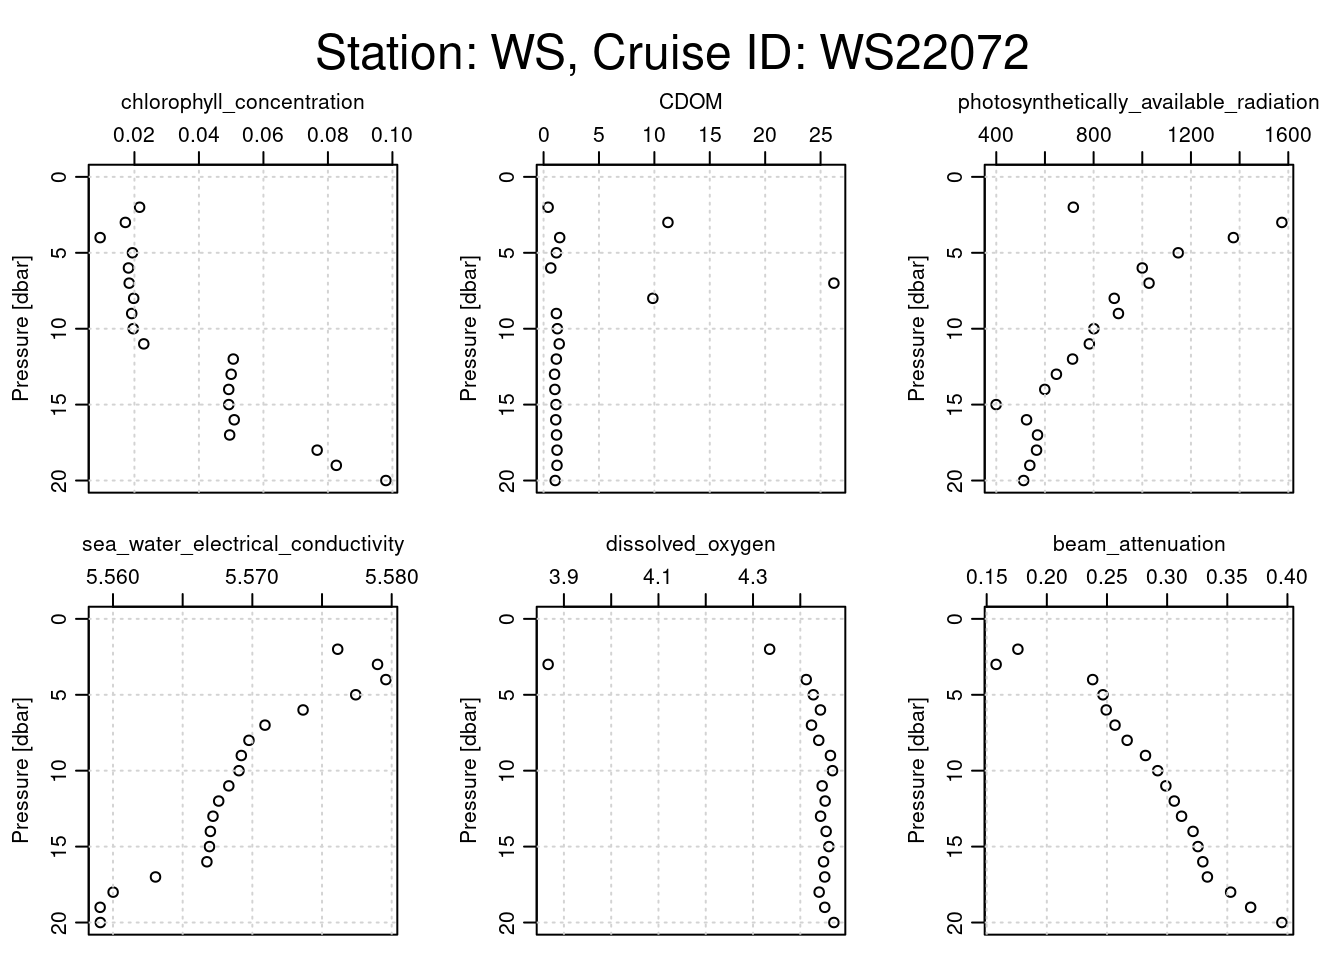 Station: WS, Cruise ID: WS22072
chlorophyll_concentration
0.02 0.04 0.06 0.08 0.10
Pressure [dbar]
0
5
10
15
20
CDOM
0 5 10 15 20 25
Pressure [dbar]
0
5
10
15
20
photosynthetically_available_radiation
400 800 1200 1600
Pressure [dbar]
0
5
10
15
20
sea_water_electrical_conductivity
5.560 5.570 5.580
Pressure [dbar]
0
5
10
15
20
dissolved_oxygen
3.9 4.1 4.3
Pressure [dbar]
0
5
10
15
20
beam_attenuation
0.15 0.20 0.25 0.30 0.35 0.40
Pressure [dbar]
0
5
10
15
20